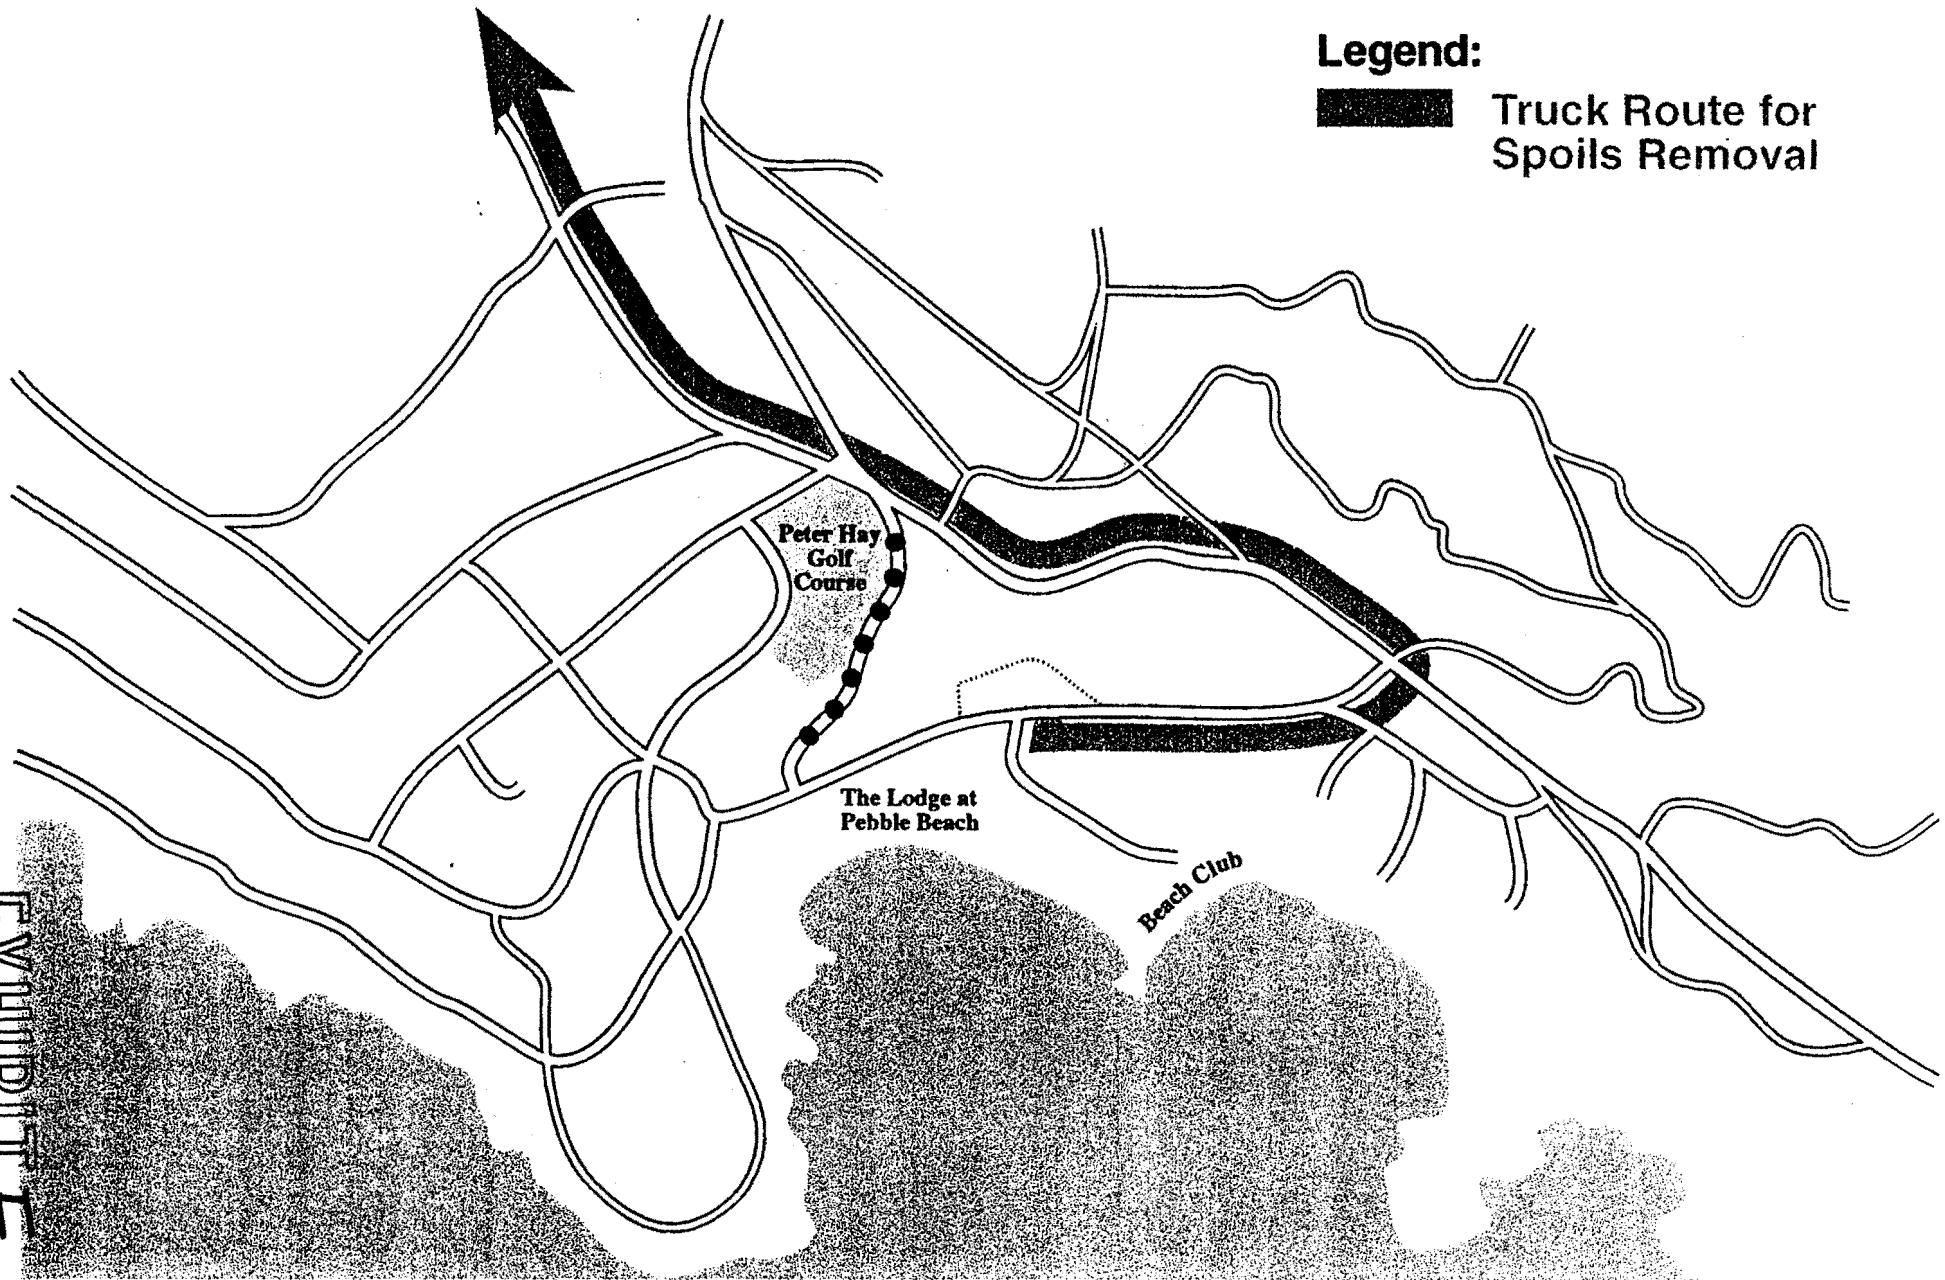 Legend:
Truck Route for
Spoils Removal
Peter Hay
Golf
Course
The Lodge at
Pebble Beach
Beach Club